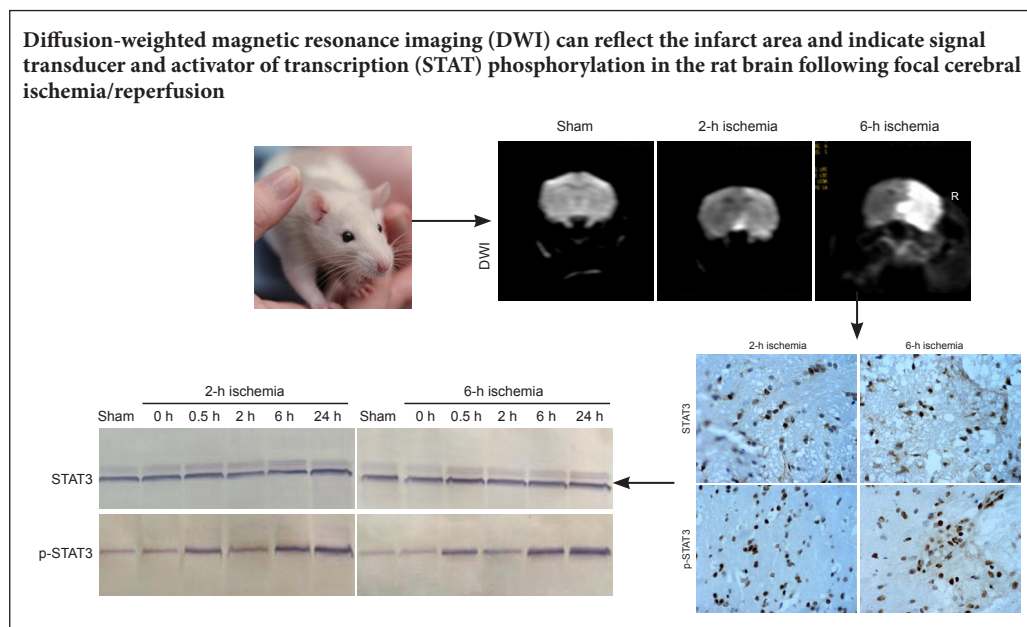 Diffusion-weighted magnetic resonance imaging (DWI) can reflect the infarct area and indicate signal
transducer and activator of transcription (STAT) phosphorylation in the rat brain following focal cerebral
ischemia/reperfusion
Sham 2-h ischemia 6-h ischemia
R
DWI
2-h ischemia 6-h ischemia
STAT3
p-STAT3
2-h ischemia 6-h ischemia
Sham 0 h 0.5 h 2 h 6 h 24 h Sham 0 h 0.5 h 2 h 6 h 24 h
STAT3
p-STAT3